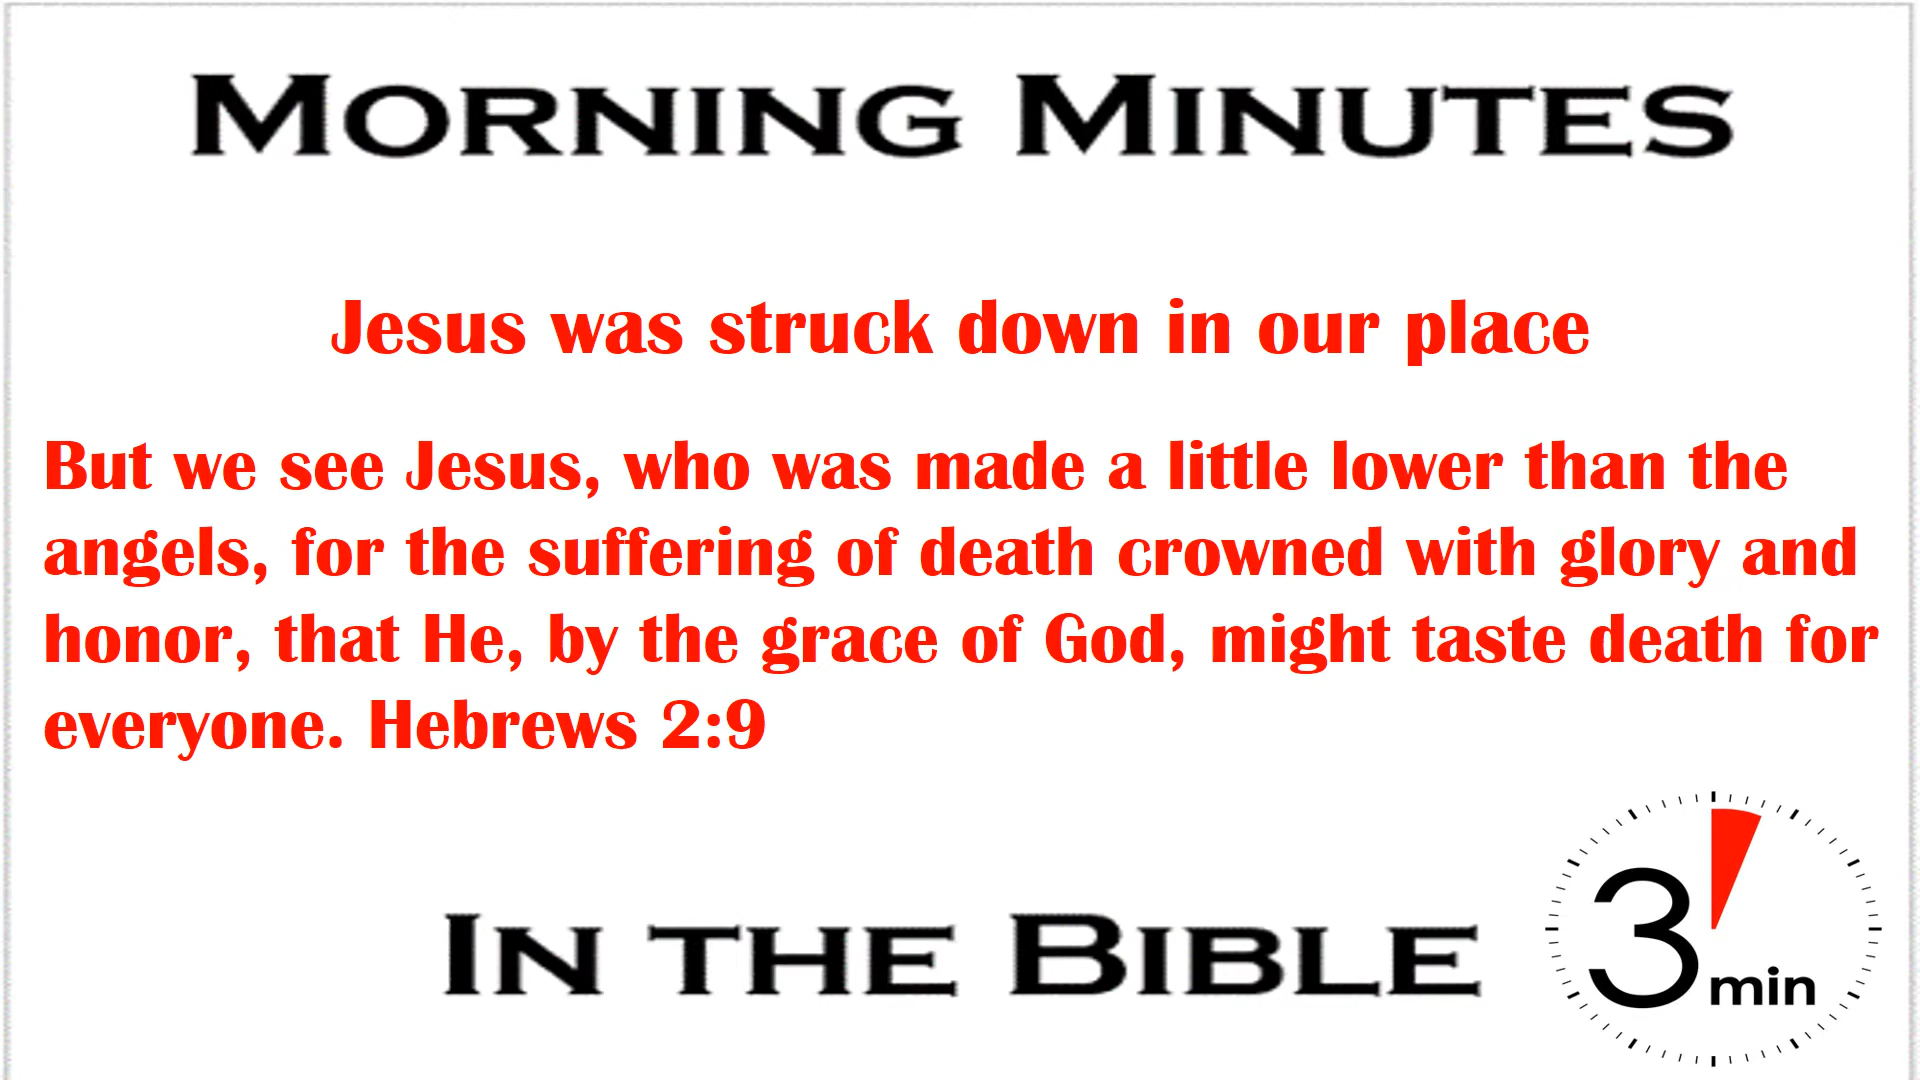 MORNING MINUTES
Jesus was struck down in our place
But we see Jesus, who was made a little lower than the
angels, for the suffering of death crowned with glory and
honor, that He, by the grace of God, might taste death for
everyone. Hebrews 2:9
IN THE BIBLE
3 min